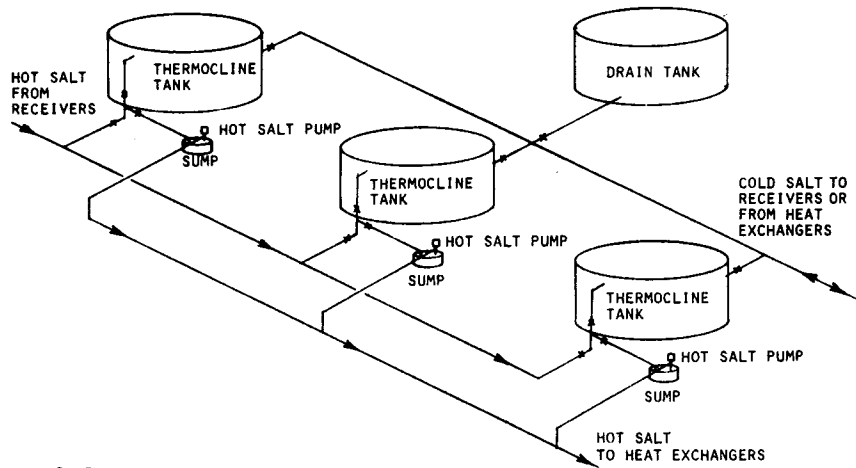 THERMOCLINE
TANK
DRAIN TANK
HOT SALT
FROM
RECEIVERS
HOT SALT PUMP
SUMP
THERMOCLINE
TANK
COLD SALT TO
RECEIVERS OR
FROM HEAT
EXCHANGERS
HOT SALT PUMP
SUMP
THERMOCLINE
TANK
HOT SALT PUMP
SUMP
HOT SALT
TO HEAT EXCHANGERS